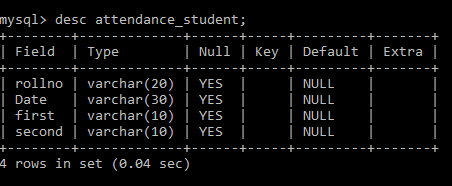 mysql> desc attendance_student;
+--------+-------------+------+-----+---------+-------+
| Field  | Type        | Null | Key | Default | Extra |
+--------+-------------+------+-----+---------+-------+
| rollno | varchar(20) | YES  |     | NULL    |       |
| Date   | varchar(30) | YES  |     | NULL    |       |
| first  | varchar(10) | YES  |     | NULL    |       |
| second | varchar(10) | YES  |     | NULL    |       |
+--------+-------------+------+-----+---------+-------+
4 rows in set (0.04 sec)